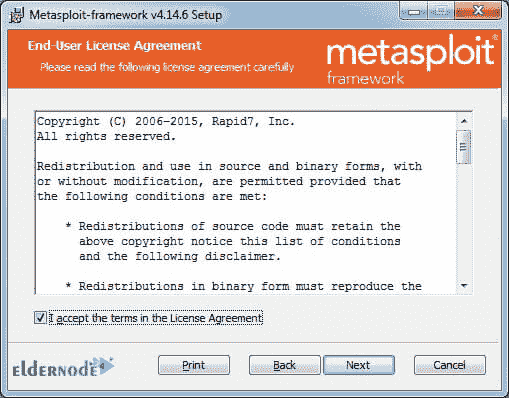 Metasploit-framework v4.14.6 Setup
End-User License Agreement
Please read the following license agreement carefully
metasploit®
framework
Copyright (C) 2006-2015, Rapid7, Inc.
All rights reserved.
Redistribution and use in source and binary forms, with
or without modification, are permitted provided that
the following conditions are met:
* Redistributions of source code must retain the
above copyright notice this list of conditions
and the following disclaimer.
* Redistributions in binary form must reproduce the
I accept the terms in the License Agreement
ELDERNODE
Print
Back
Next
Cancel